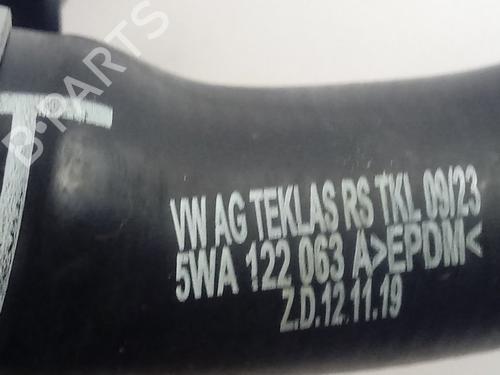 B-PARTS
VW AG TEKLAS RS TKL 09/23
5WA 122 063 A >EPDM<
Z.D.12.11.19